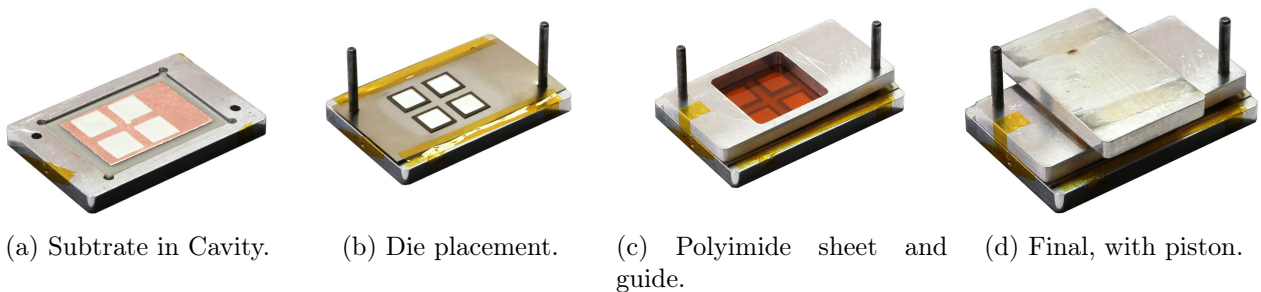 (a) Subtrate in Cavity.
(b) Die placement.
(c) Polyimide sheet and
guide.
(d) Final, with piston.